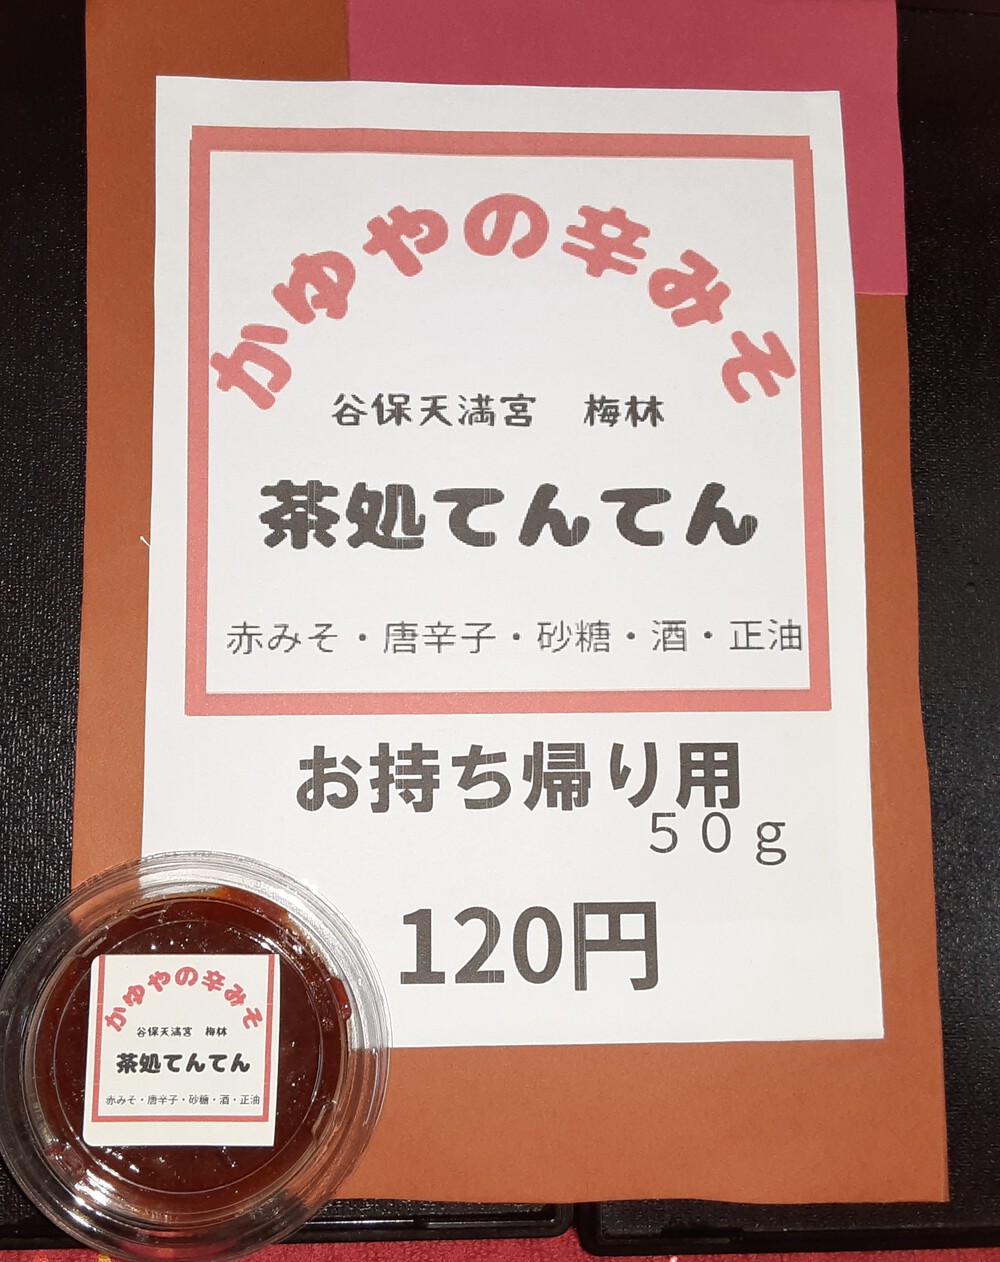 かゆやの辛みそ
谷保天満宮　梅林
茶処てんてん
赤みそ・唐辛子・砂糖・酒・正油
お持ち帰り用
５０ｇ
120円
かゆやの辛みそ
谷保天満宮　梅林
茶処てんてん
赤みそ・唐辛子・砂糖・酒・正油